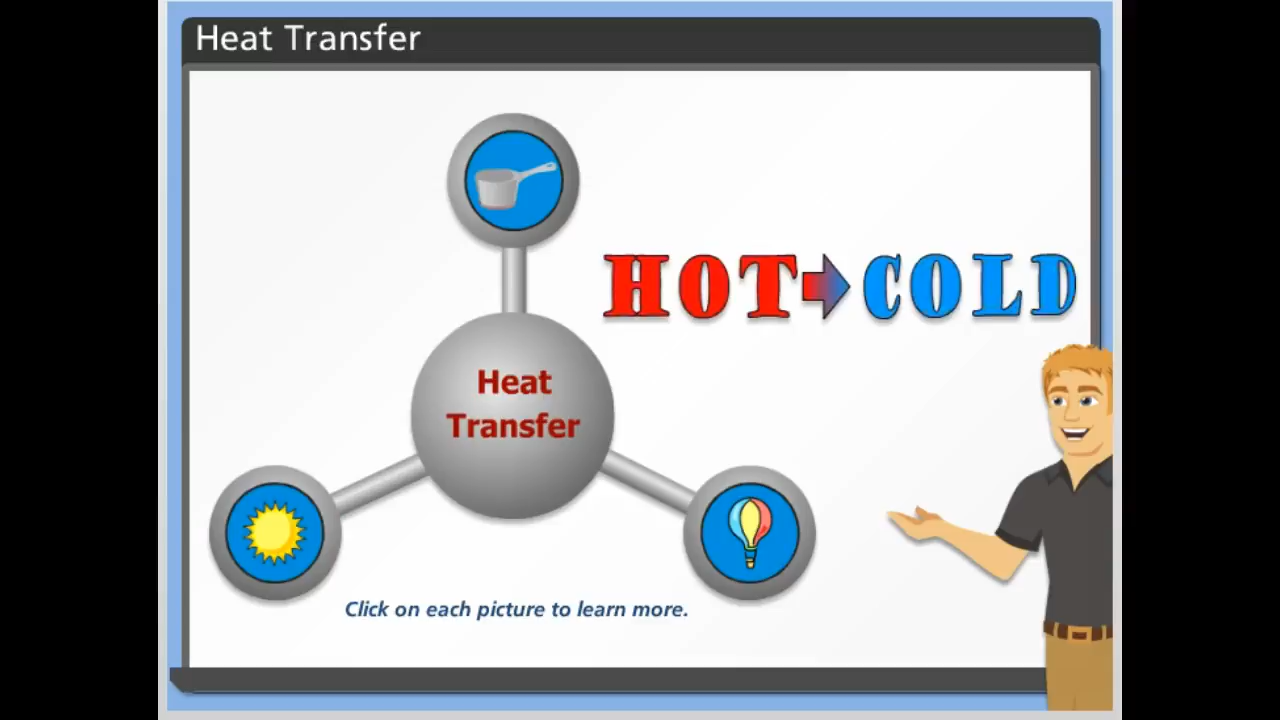 Heat Transfer
HOT COLD
Heat
Transfer
Click on each picture to learn more.